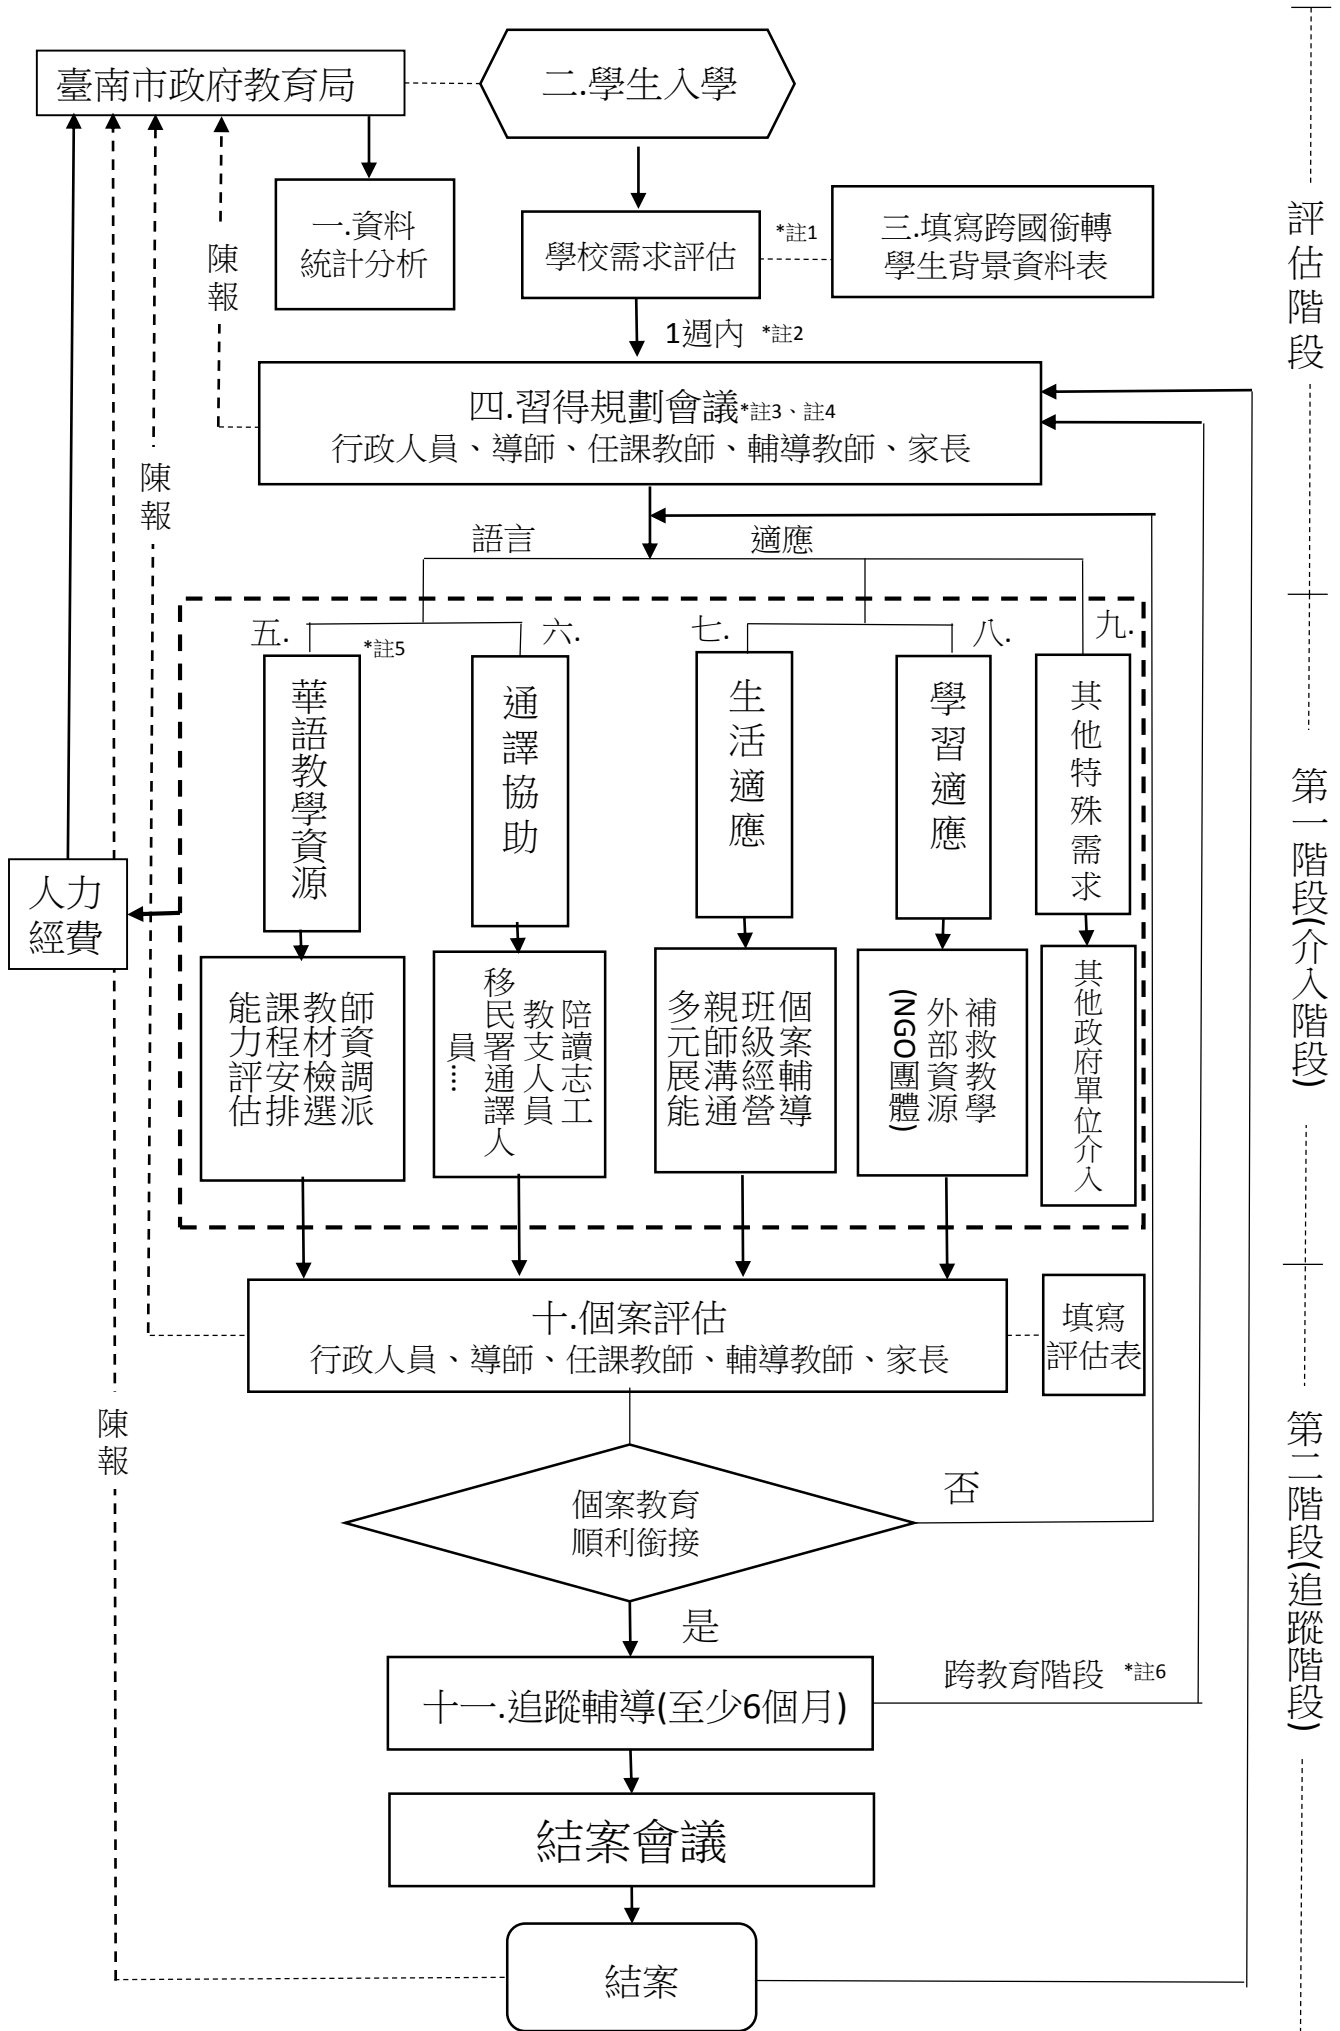 臺南市政府教育局
二.學生入學
一.資料
統計分析
學校需求評估
*註1
三.填寫跨國銜轉
學生背景資料表
陳報
1週內 *註2
四.習得規劃會議*註3、註4
行政人員、導師、任課教師、輔導教師、家長
陳報
語言
適應
五.
*註5
六.
七.
八.
九.
華語教學資源
通譯協助
生活適應
學習適應
其他特殊需求
人力
經費
師資調派
教材檢選
課程安排
能力評估
陪讀志工
教支人員
移民署通譯人
員…
個案輔導
班級經營
親師溝通
多元展能
補救教學
外部資源
(NGO團體)
其他政府單位介入
十.個案評估
行政人員、導師、任課教師、輔導教師、家長
填寫
評估表
陳報
個案教育
順利銜接
否
是
十一.追蹤輔導(至少6個月)
跨教育階段 *註6
結案會議
結案
評估階段
第一階段(介入階段)
第二階段(追蹤階段)